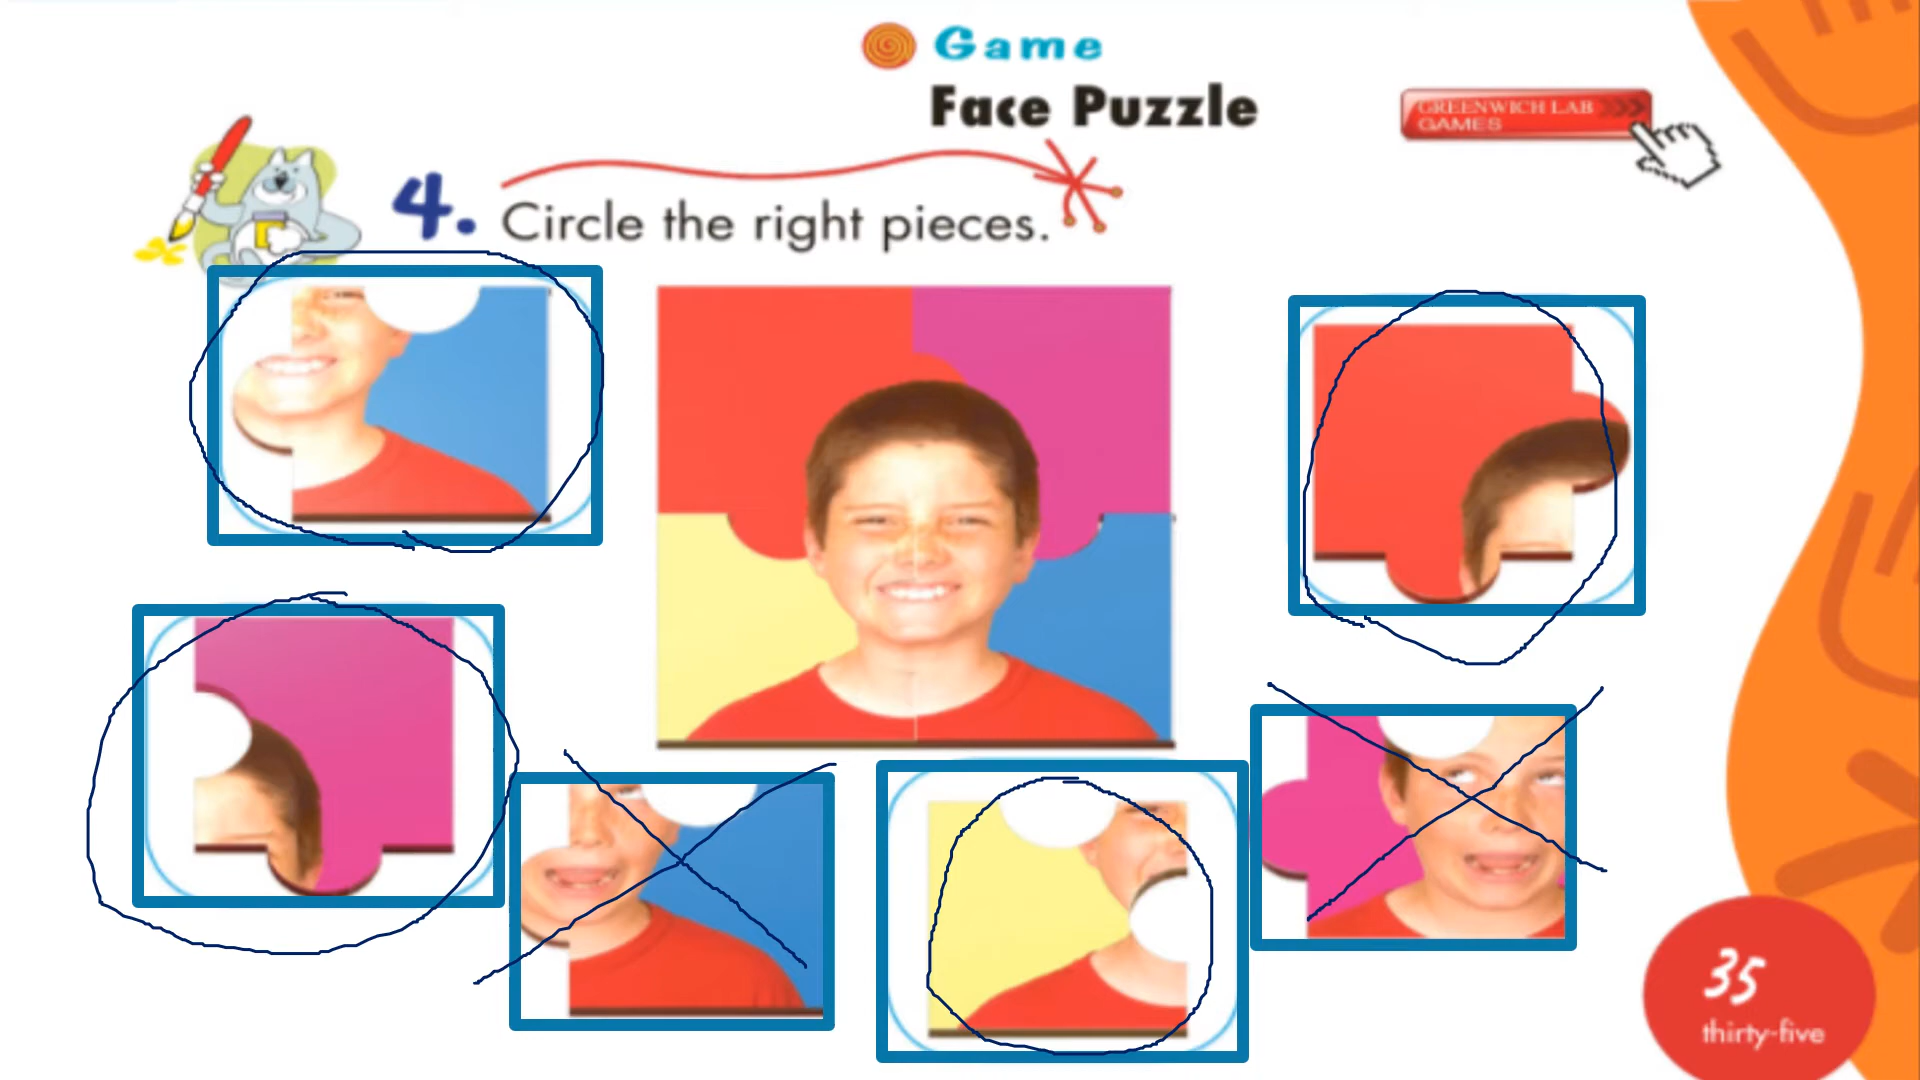 Game
Face Puzzle
GREENWICH LAB
GAMES
4. Circle the right pieces.
35
thirty-five